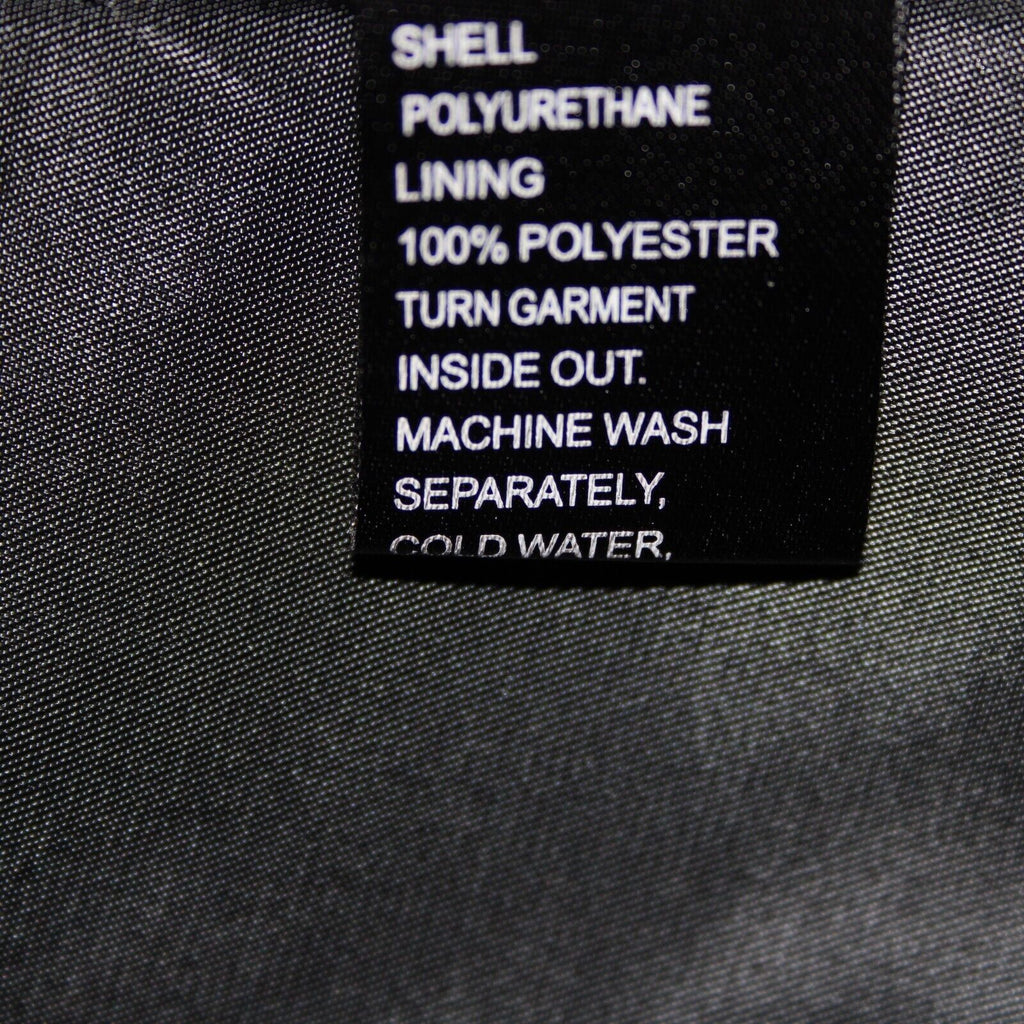 SHELL
POLYURETHANE
LINING
100% POLYESTER
TURN GARMENT
INSIDE OUT.
MACHINE WASH
SEPARATELY,
COLD WATER,